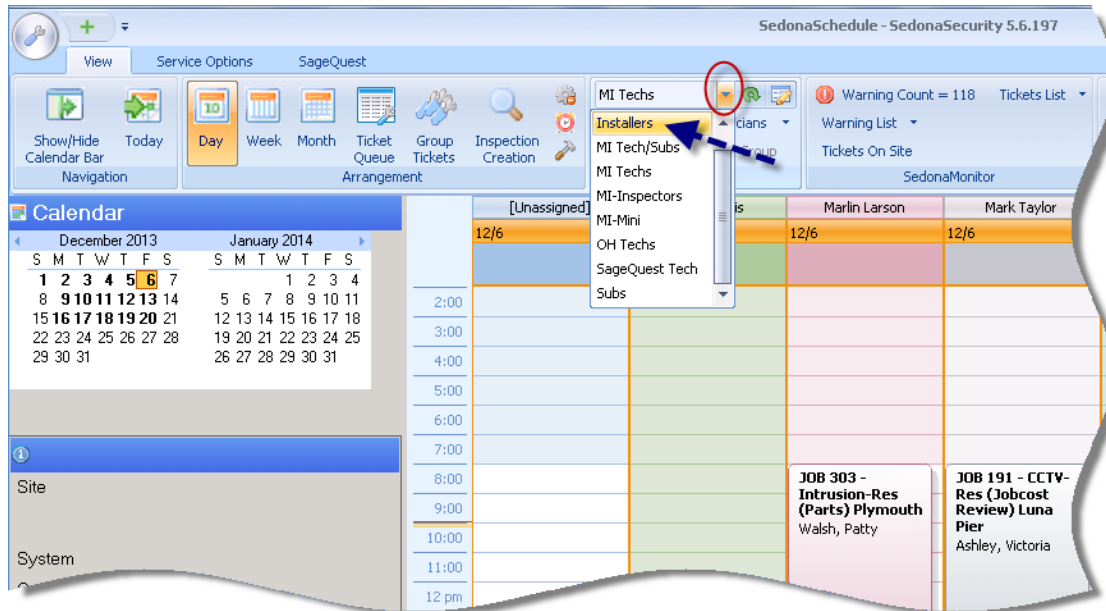 SedonaSchedule - SedonaSecurity 5.6.197
View Service Options SageQuest
Show/Hide
Calendar Bar
Today
Navigation
10
Day
Week
Month
Ticket
Queue
Group
Tickets
Inspection
Creation
Arrangement
MI Techs
Installers
MI Tech/Subs
MI Techs
MI-Inspectors
MI-Mini
OH Techs
SageQuest Tech
Subs
cians
Group
Warning Count = 118 Tickets List
Warning List
Tickets On Site
SedonaMonitor
Calendar
December 2013
S M T W T F S
1 2 3 4 5 6 7
8 9 10 11 12 13 14
15 16 17 18 19 20 21
22 23 24 25 26 27 28
29 30 31
January 2014
S M T W T F S
1 2 3 4
5 6 7 8 9 10 11
12 13 14 15 16 17 18
19 20 21 22 23 24 25
26 27 28 29 30 31
Site
System
[Unassigned] is Marlin Larson Mark Taylor
12/6 12/6 12/6
2:00
3:00
4:00
5:00
6:00
7:00
8:00
9:00
10:00
11:00
12 pm
JOB 303 -
Intrusion-Res
(Parts) Plymouth
Walsh, Patty
JOB 191 - CCTV-
Res (Jobcost
Review) Luna
Pier
Ashley, Victoria